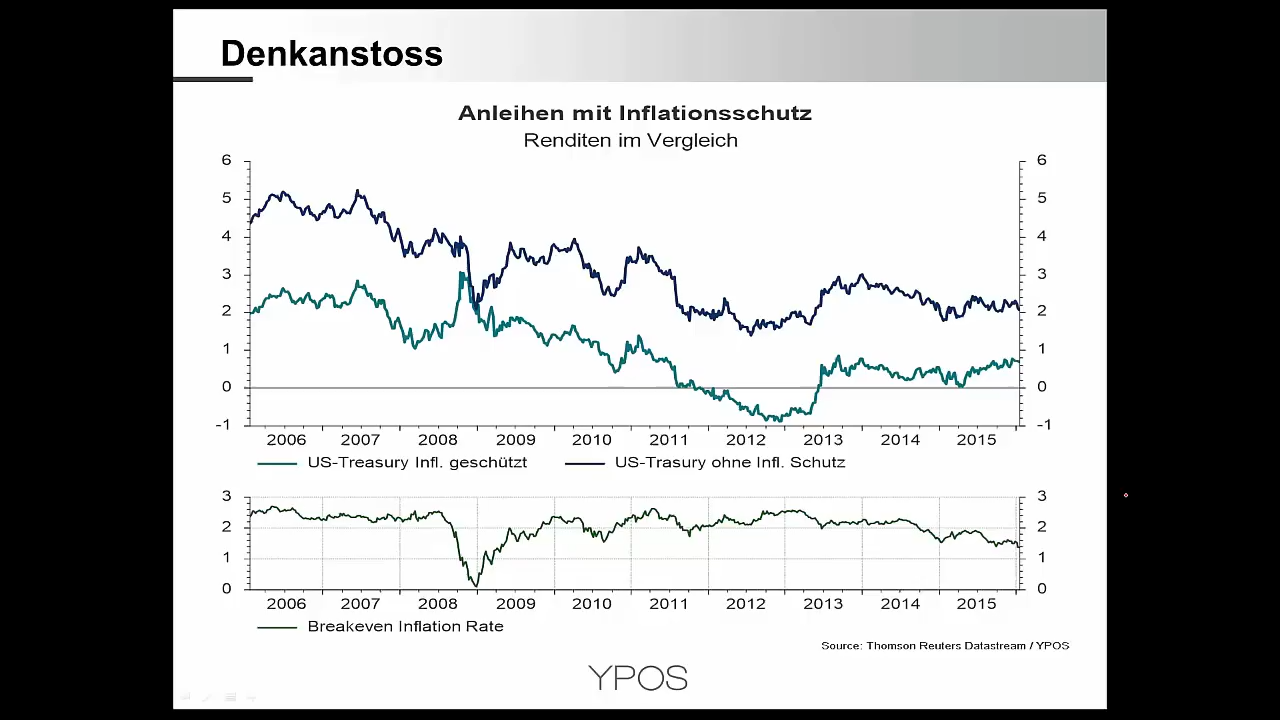 Denkanstoss
Anleihen mit Inflationsschutz
Renditen im Vergleich
6 6
5 5
4 4
3 3
2 2
1 1
0 0
-1 -1
2006 2007 2008 2009 2010 2011 2012 2013 2014 2015
US-Treasury Infl. geschützt US-Trasury ohne Infl. Schutz
3 3
2 2
1 1
0 0
2006 2007 2008 2009 2010 2011 2012 2013 2014 2015
Breakeven Inflation Rate
Source: Thomson Reuters Datastream / YPOS
YPOS